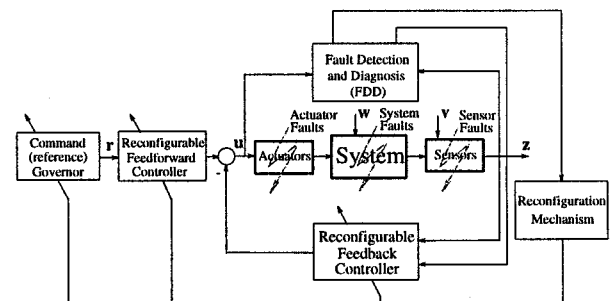 Fault Detection
and Diagnosis
(FDD)
Actuator
Faults
System
Faults
Sensor
Faults
w
v
Command
(reference)
Governor
r
Reconfigurable
Feedforward
Controller
-
u
Actuators
System
Sensors
z
Reconfigurable
Feedback
Controller
Reconfiguration
Mechanism